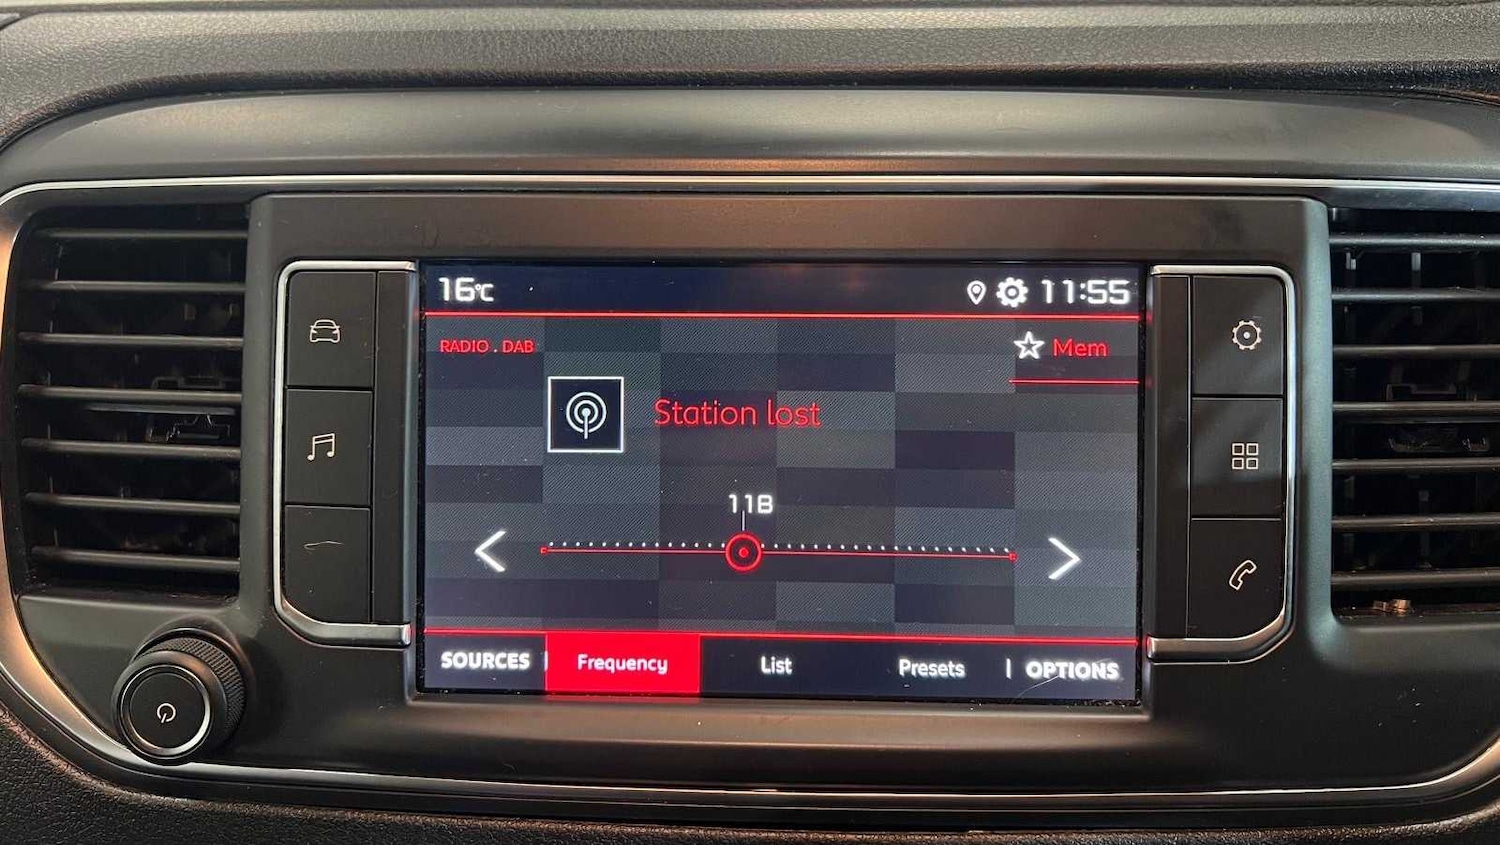 16°C 11:55
RADIO . DAB Mem
Station lost
11B
SOURCES Frequency List Presets OPTIONS